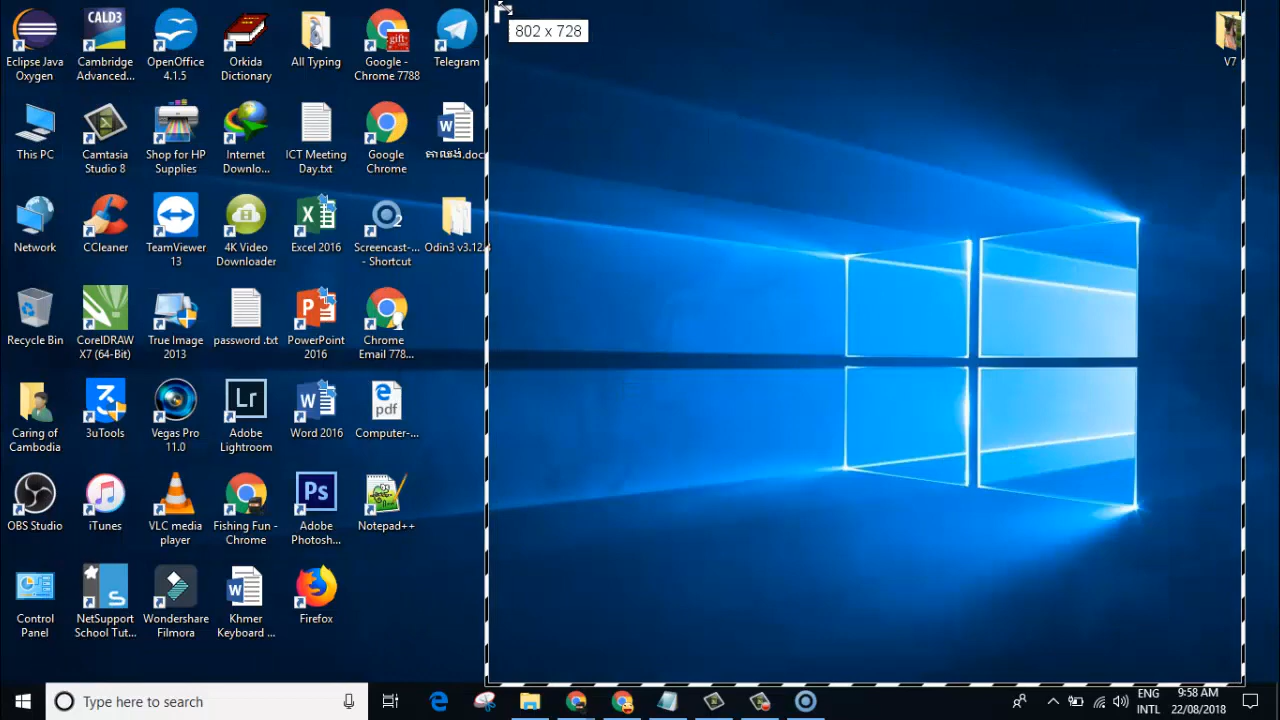 802 x 728
V7
Eclipse Java
Oxygen
Cambridge
Advanced...
OpenOffice
4.1.5
Orkida
Dictionary
All Typing
Google -
Chrome 7788
Telegram
This PC
Camtasia
Studio 8
Shop for HP
Supplies
Internet
Downlo...
ICT Meeting
Day.txt
Google
Chrome
Network
CCleaner
TeamViewer
13
4K Video
Downloader
Excel 2016
Screencast-...
- Shortcut
Odin3 v3.12.
Recycle Bin
CorelDRAW
X7 (64-Bit)
True Image
2013
password .txt
PowerPoint
2016
Chrome
Email 778...
Caring of
Cambodia
3uTools
Vegas Pro
11.0
Adobe
Lightroom
Word 2016
Computer-...
OBS Studio
iTunes
VLC media
player
Fishing Fun -
Chrome
Adobe
Photosh...
Notepad++
Control
Panel
NetSupport
School Tut...
Wondershare
Filmora
Khmer
Keyboard ...
Firefox
Type here to search
ENG
INTL
9:58 AM
22/08/2018